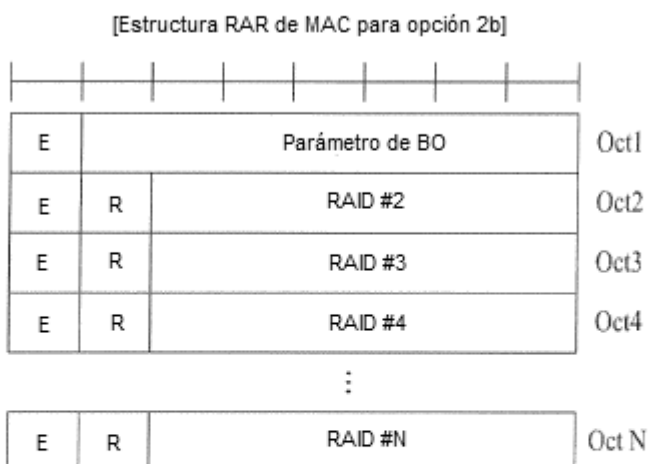 [Estructura RAR de MAC para opción 2b]
E Parámetro de BO Oct1
E R RAID #2 Oct2
E R RAID #3 Oct3
E R RAID #4 Oct4
⋮
E R RAID #N Oct N